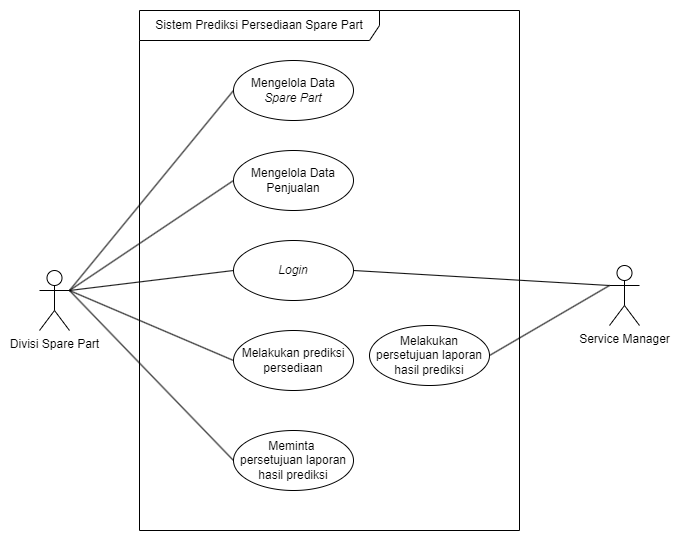 Sistem Prediksi Persediaan Spare Part
Mengelola Data
Spare Part
Mengelola Data
Penjualan
Login
Divisi Spare Part
Service Manager
Melakukan prediksi
persediaan
Melakukan
persetujuan laporan
hasil prediksi
Meminta
persetujuan laporan
hasil prediksi